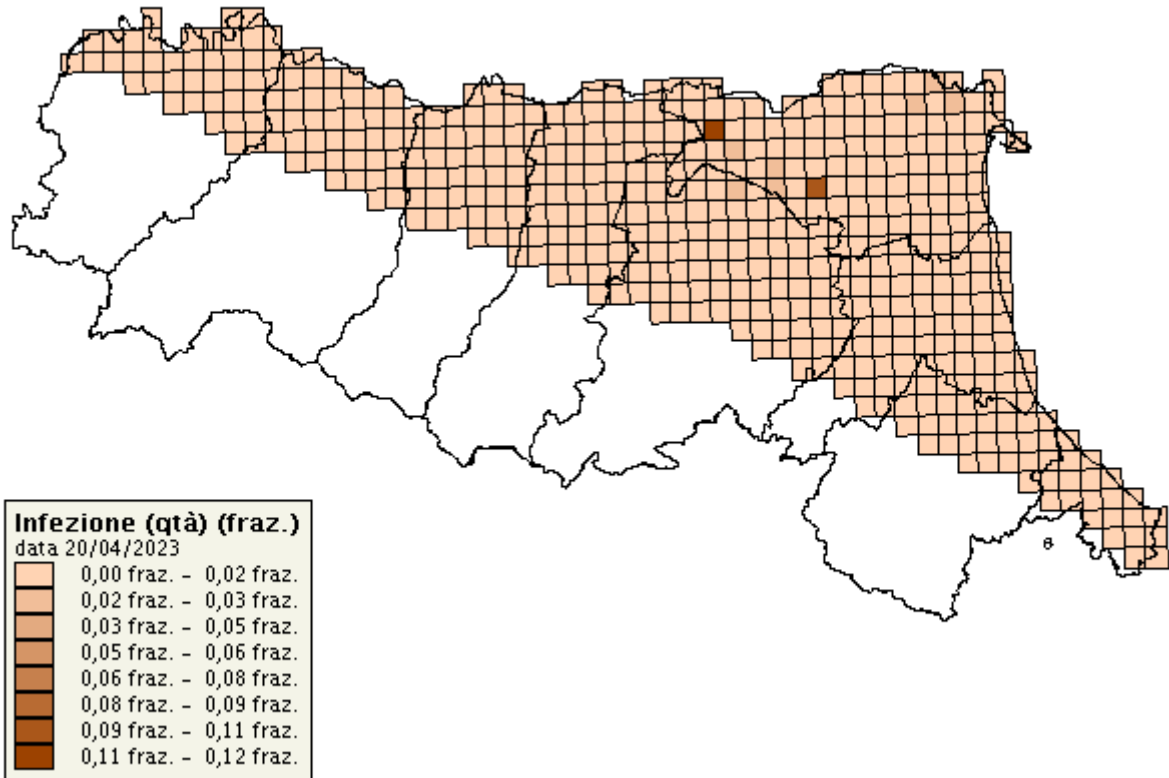 Infezione (qtà) (fraz.)
data 20/04/2023
0,00 fraz. - 0,02 fraz.
0,02 fraz. - 0,03 fraz.
0,03 fraz. - 0,05 fraz.
0,05 fraz. - 0,06 fraz.
0,06 fraz. - 0,08 fraz.
0,08 fraz. - 0,09 fraz.
0,09 fraz. - 0,11 fraz.
0,11 fraz. - 0,12 fraz.